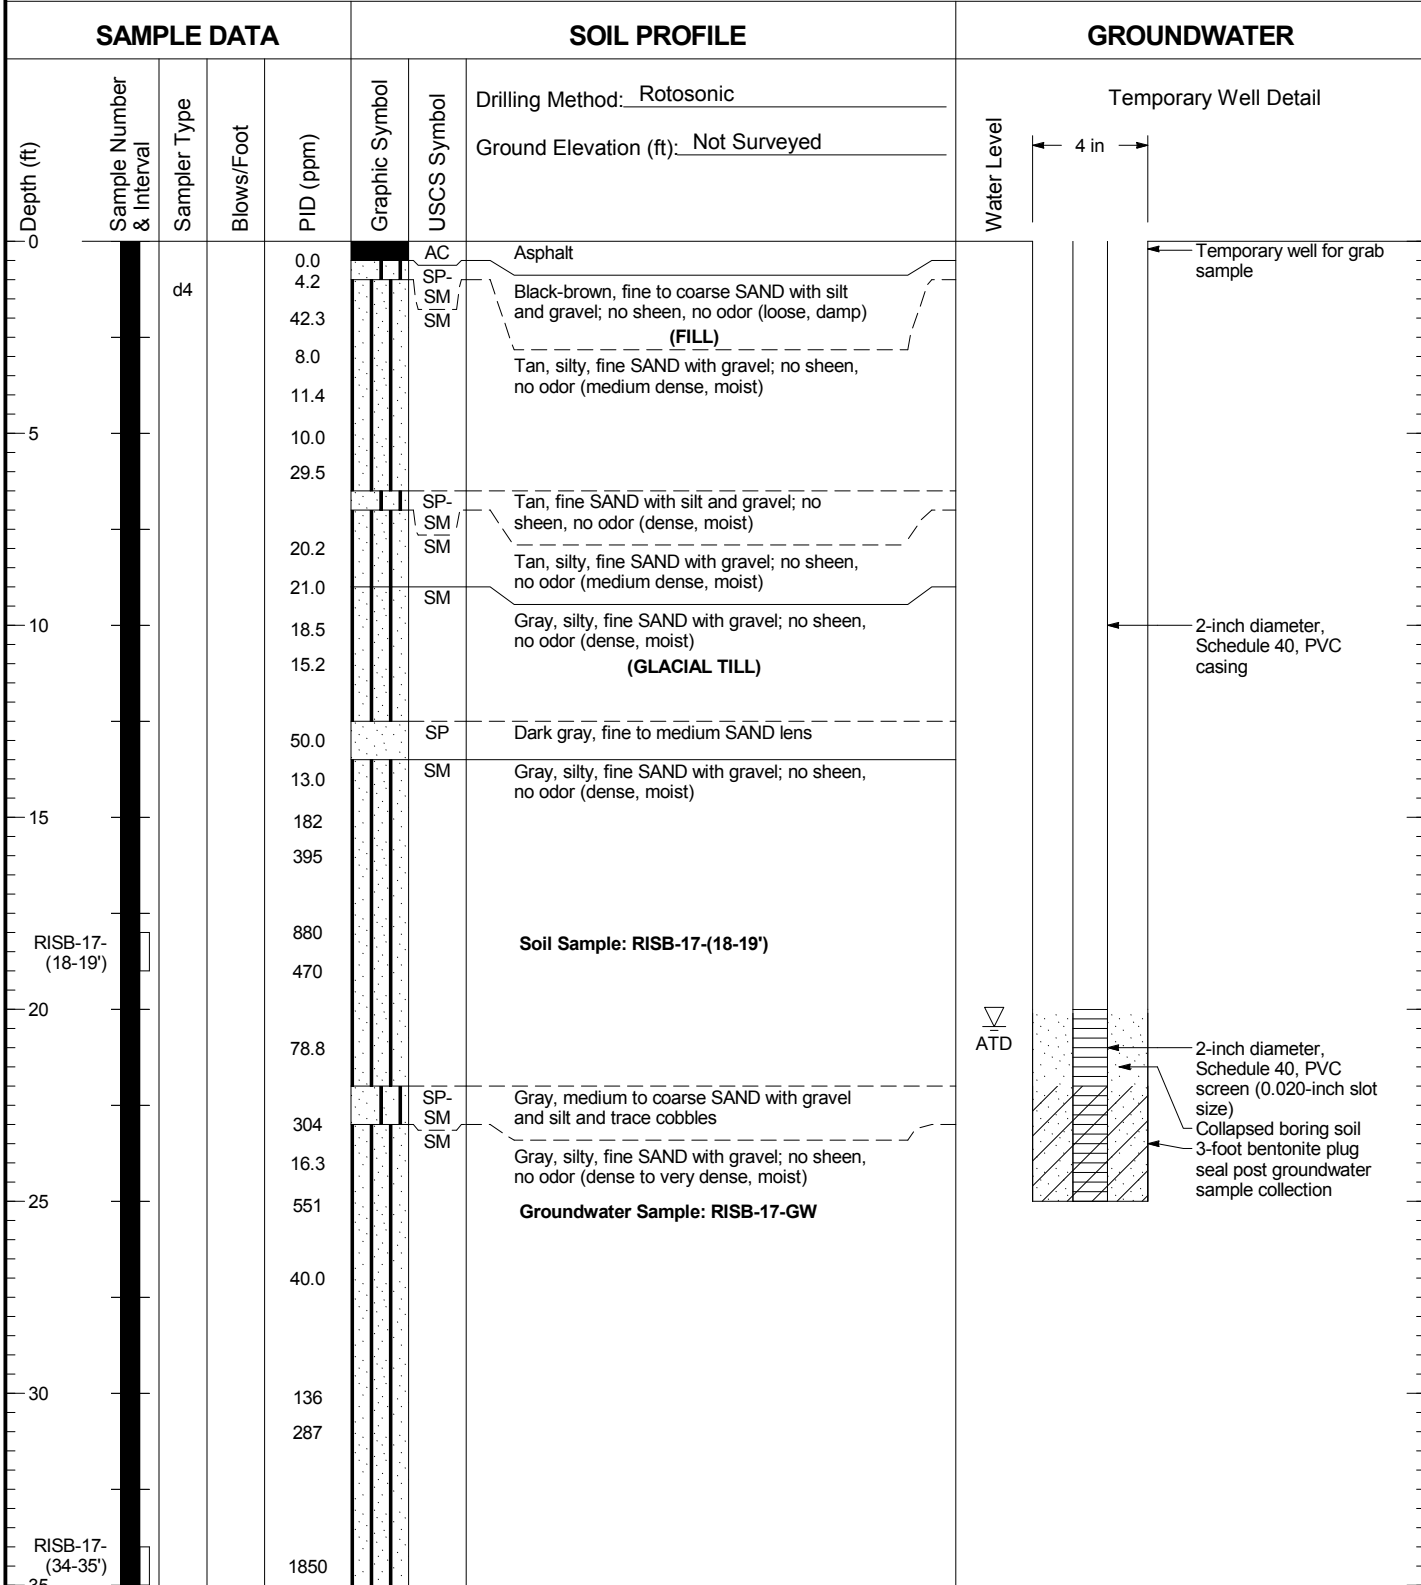 SAMPLE DATA
SOIL PROFILE
GROUNDWATER
Depth (ft)
Sample Number
& Interval
Sampler Type
Blows/Foot
PID (ppm)
Graphic Symbol
USCS Symbol
Drilling Method: Rotosonic
Ground Elevation (ft): Not Surveyed
Water Level
Temporary Well Detail
4 in
0
0.0
AC
Asphalt
Temporary well for grab
sample
d4
4.2
SP-
SM
Black-brown, fine to coarse SAND with silt
and gravel; no sheen, no odor (loose, damp)
(FILL)
42.3
SM
8.0
Tan, silty, fine SAND with gravel; no sheen,
no odor (medium dense, moist)
11.4
5
10.0
29.5
SP-
SM
Tan, fine SAND with silt and gravel; no
sheen, no odor (dense, moist)
20.2
SM
Tan, silty, fine SAND with gravel; no sheen,
no odor (medium dense, moist)
21.0
SM
10
18.5
Gray, silty, fine SAND with gravel; no sheen,
no odor (dense, moist)
(GLACIAL TILL)
2-inch diameter,
Schedule 40, PVC
casing
15.2
50.0
SP
Dark gray, fine to medium SAND lens
13.0
SM
Gray, silty, fine SAND with gravel; no sheen,
no odor (dense, moist)
15
182
395
880
RISB-17-
(18-19')
Soil Sample: RISB-17-(18-19')
470
20
ATD
78.8
2-inch diameter,
Schedule 40, PVC
screen (0.020-inch slot
size)
Collapsed boring soil
3-foot bentonite plug
seal post groundwater
sample collection
SP-
SM
Gray, medium to coarse SAND with gravel
and silt and trace cobbles
304
SM
16.3
Gray, silty, fine SAND with gravel; no sheen,
no odor (dense to very dense, moist)
25
551
Groundwater Sample: RISB-17-GW
40.0
30
136
287
RISB-17-
(34-35')
1850
35